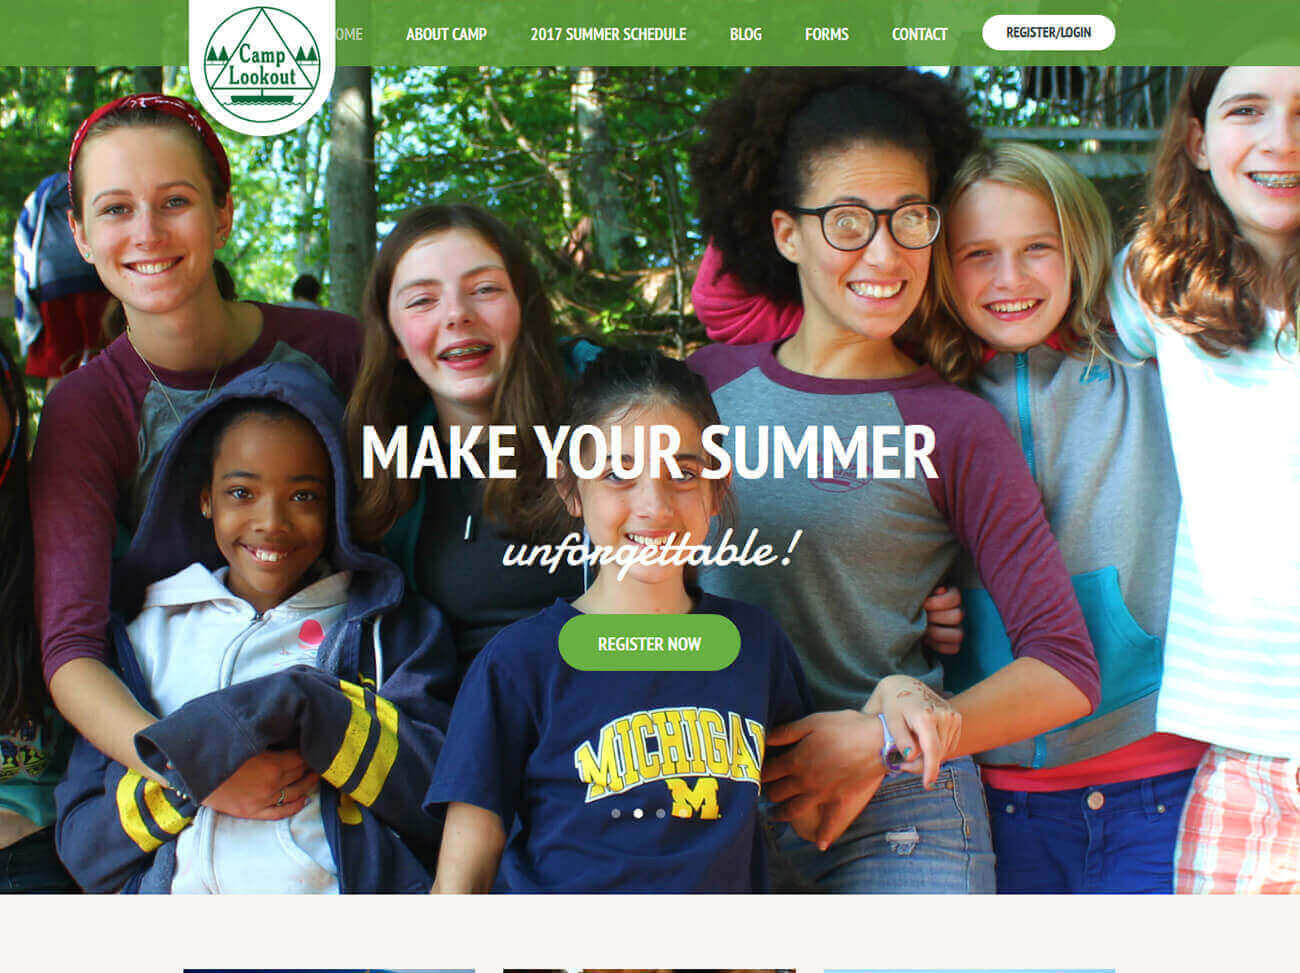 Camp
Lookout
OME
ABOUT CAMP
2017 SUMMER SCHEDULE
BLOG
FORMS
CONTACT
REGISTER/LOGIN
MAKE YOUR SUMMER
unforgettable!
REGISTER NOW
MICHIGA
M